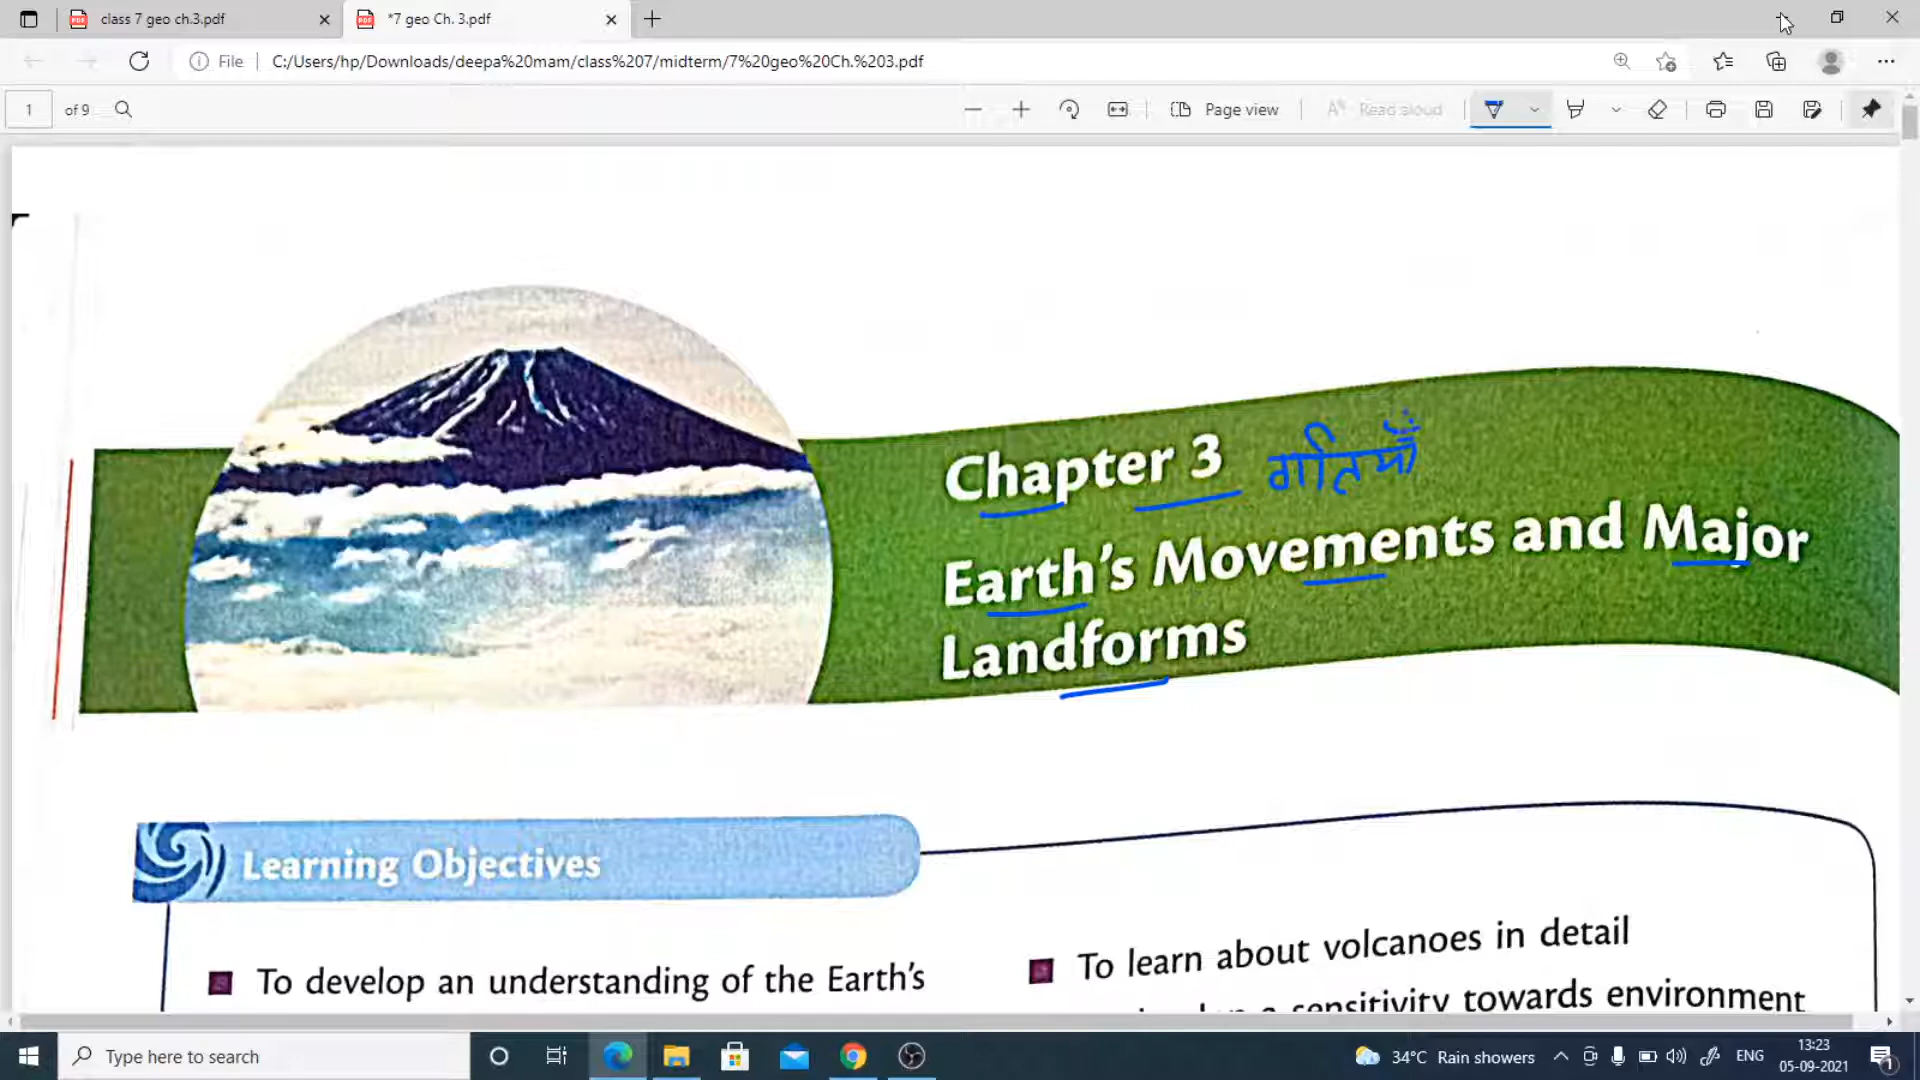 class 7 geo ch.3.pdf
*7 geo Ch. 3.pdf
File
C:/Users/hp/Downloads/deepa%20mam/class%207/midterm/7%20geo%20Ch.%203.pdf
1 of 9
Page view
Read aloud
Chapter 3 गतियाँ
Earth's Movements and Major
Landforms
Learning Objectives
To develop an understanding of the Earth's
To learn about volcanoes in detail
a sensitivity towards environment
Type here to search
34°C Rain showers
ENG
13:23
05-09-2021
1